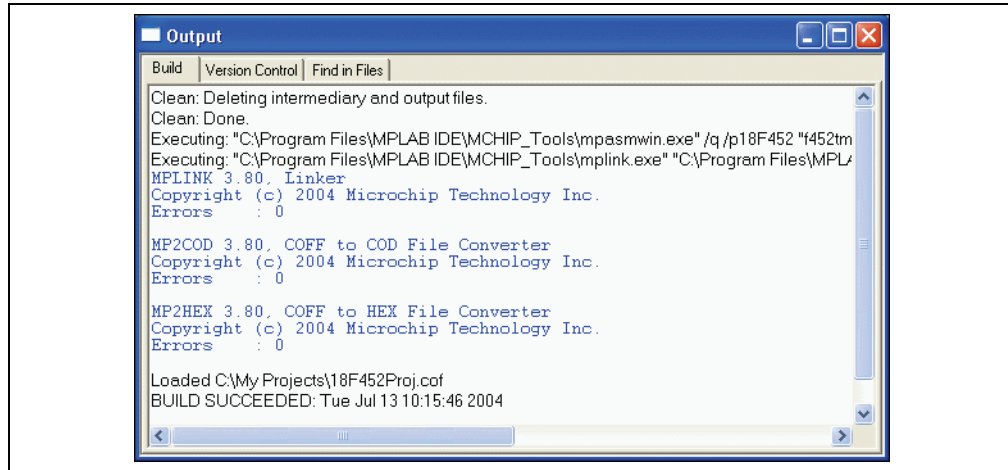 Output
Build Version Control Find in Files
Clean: Deleting intermediary and output files.
Clean: Done.
Executing: "C:\Program Files\MPLAB IDE\MCHIP_Tools\mpasmwin.exe" /q /p18F452 "f452tm
Executing: "C:\Program Files\MPLAB IDE\MCHIP_Tools\mplink.exe" "C:\Program Files\MPLA
MPLINK 3.80, Linker
Copyright (c) 2004 Microchip Technology Inc.
Errors : 0
MP2COD 3.80, COFF to COD File Converter
Copyright (c) 2004 Microchip Technology Inc.
Errors : 0
MP2HEX 3.80, COFF to HEX File Converter
Copyright (c) 2004 Microchip Technology Inc.
Errors : 0
Loaded C:\My Projects\18F452Proj.cof
BUILD SUCCEEDED: Tue Jul 13 10:15:46 2004